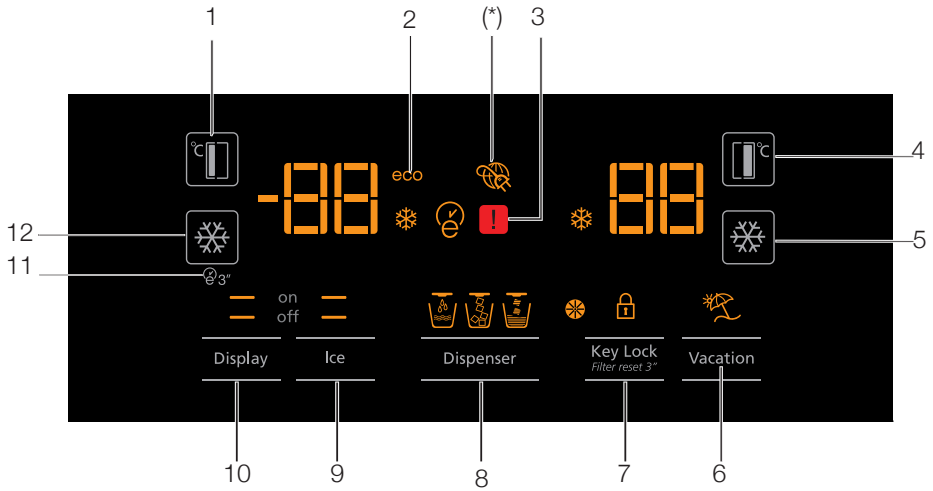 1 2 (*) 3
°C -88 eco 88 °C 4
e !
12 5
11 e 3"
on
off
Display Ice Dispenser Key Lock Vacation
Filter reset 3"
10 9 8 7 6